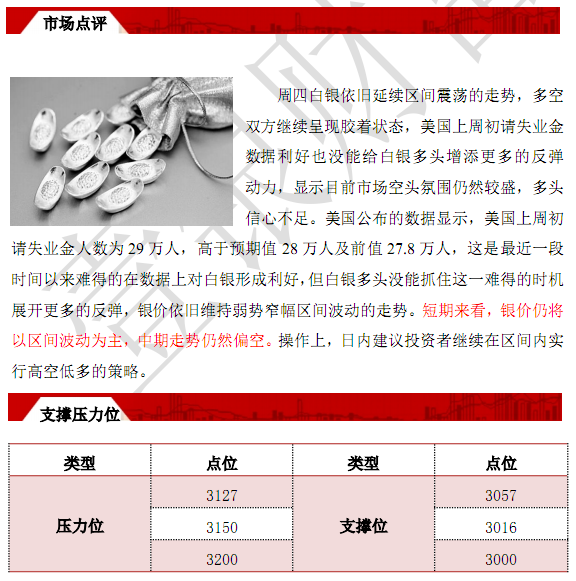 市场点评
周四白银依旧延续区间震荡的走势，多空
双方继续呈现胶着状态，美国上周初请失业金
数据利好也没能给白银多头增添更多的反弹
动力，显示目前市场空头氛围仍然较盛，多头
信心不足。美国公布的数据显示，美国上周初
请失业金人数为 29 万人，高于预期值 28 万人及前值 27.8 万人，这是最近一段
时间以来难得的在数据上对白银形成利好，但白银多头没能抓住这一难得的时机
展开更多的反弹，银价依旧维持弱势窄幅区间波动的走势。短期来看，银价仍将
以区间波动为主，中期走势仍然偏空。操作上，日内建议投资者继续在区间内实
行高空低多的策略。
支撑压力位
类型 点位 类型 点位
3127 3057
压力位 3150 支撑位 3016
3200 3000